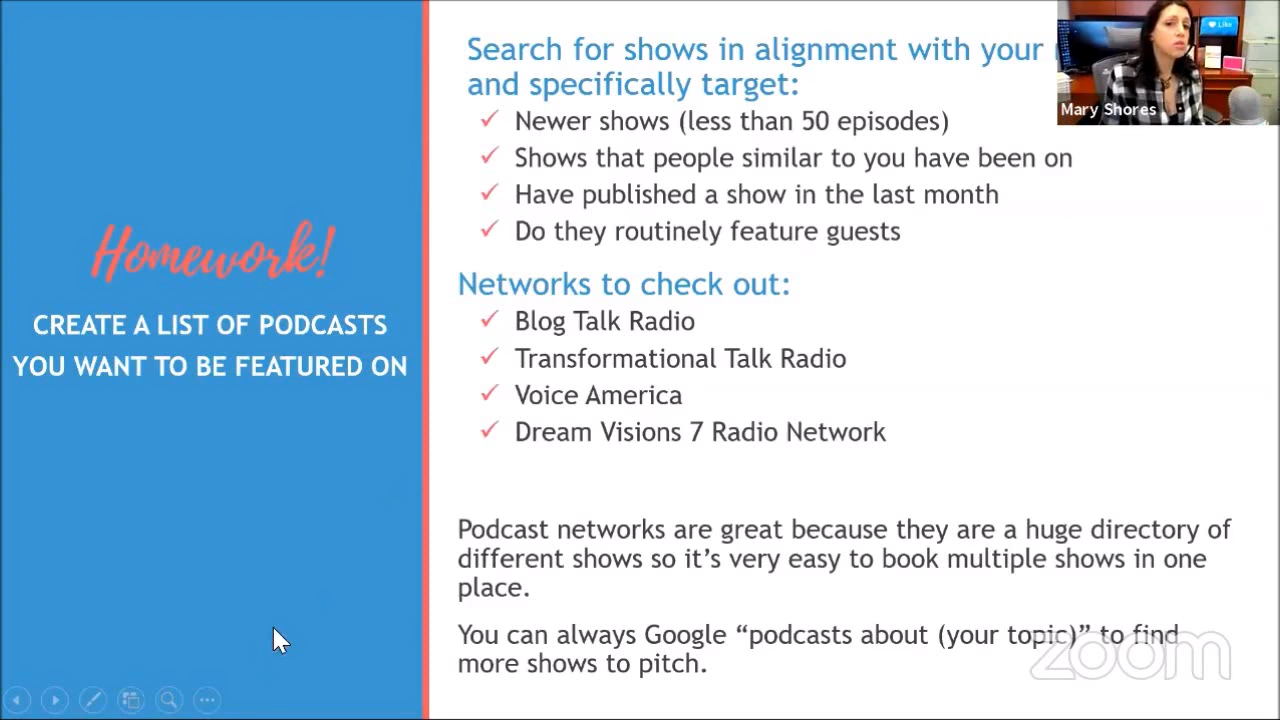 Search for shows in alignment with your
and specifically target:
Newer shows (less than 50 episodes)
Shows that people similar to you have been on
Have published a show in the last month
Do they routinely feature guests
Like
Mary Shores
Homework!
CREATE A LIST OF PODCASTS
YOU WANT TO BE FEATURED ON
Networks to check out:
Blog Talk Radio
Transformational Talk Radio
Voice America
Dream Visions 7 Radio Network
Podcast networks are great because they are a huge directory of
different shows so it’s very easy to book multiple shows in one
place.
You can always Google “podcasts about (your topic)” to find
more shows to pitch.
zoom